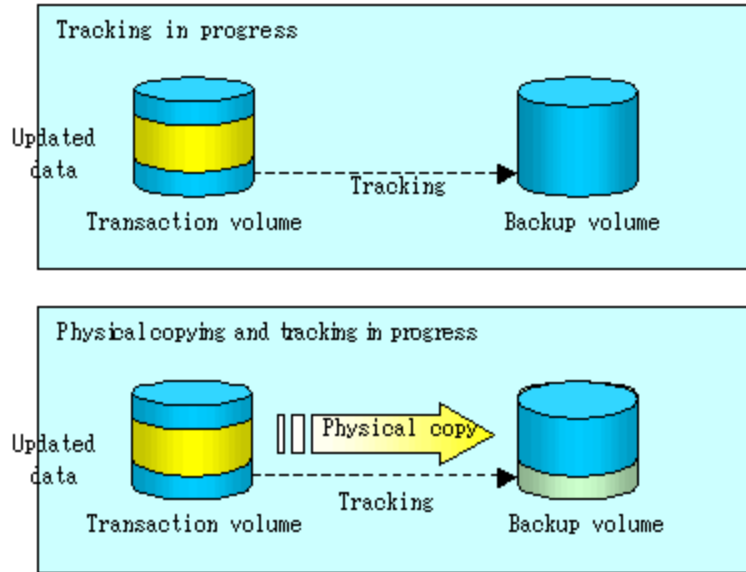 Tracking in progress
Updated
data
Tracking
Transaction volume
Backup volume
Physical copying and tracking in progress
Physical copy
Updated
data
Tracking
Transaction volume
Backup volume